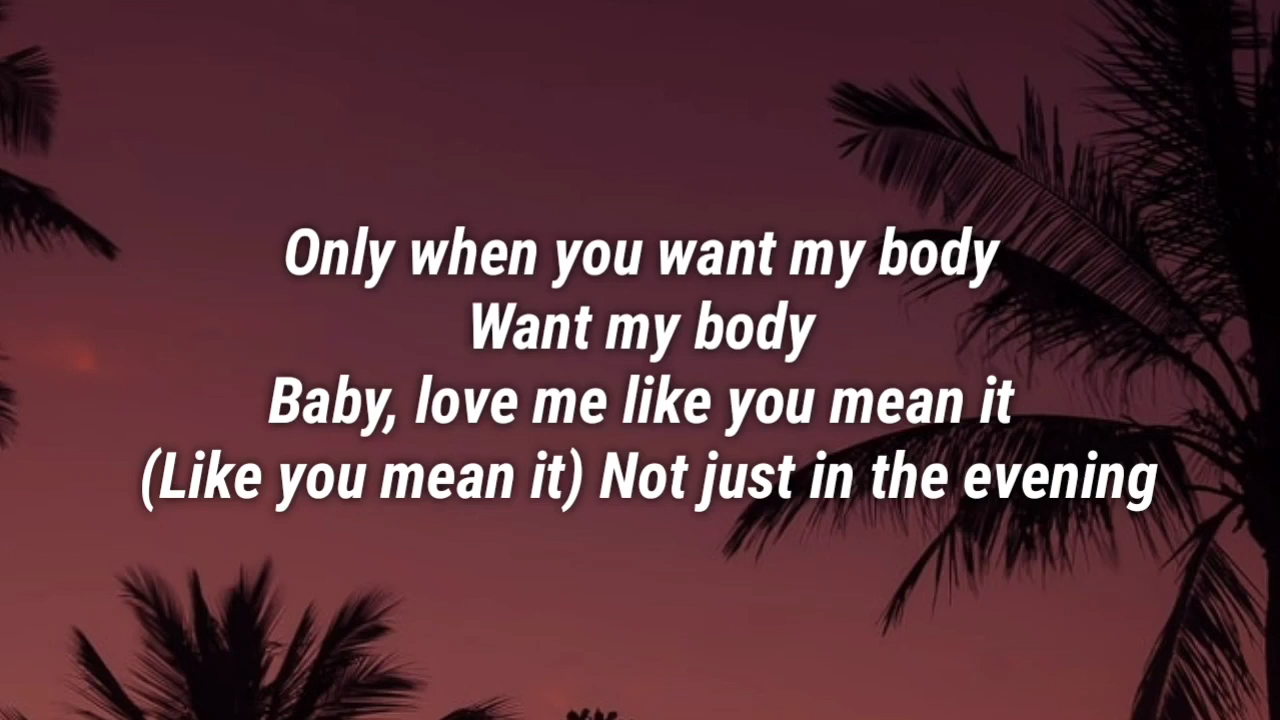 Only when you want my body
Want my body
Baby, love me like you mean it
(Like you mean it) Not just in the evening